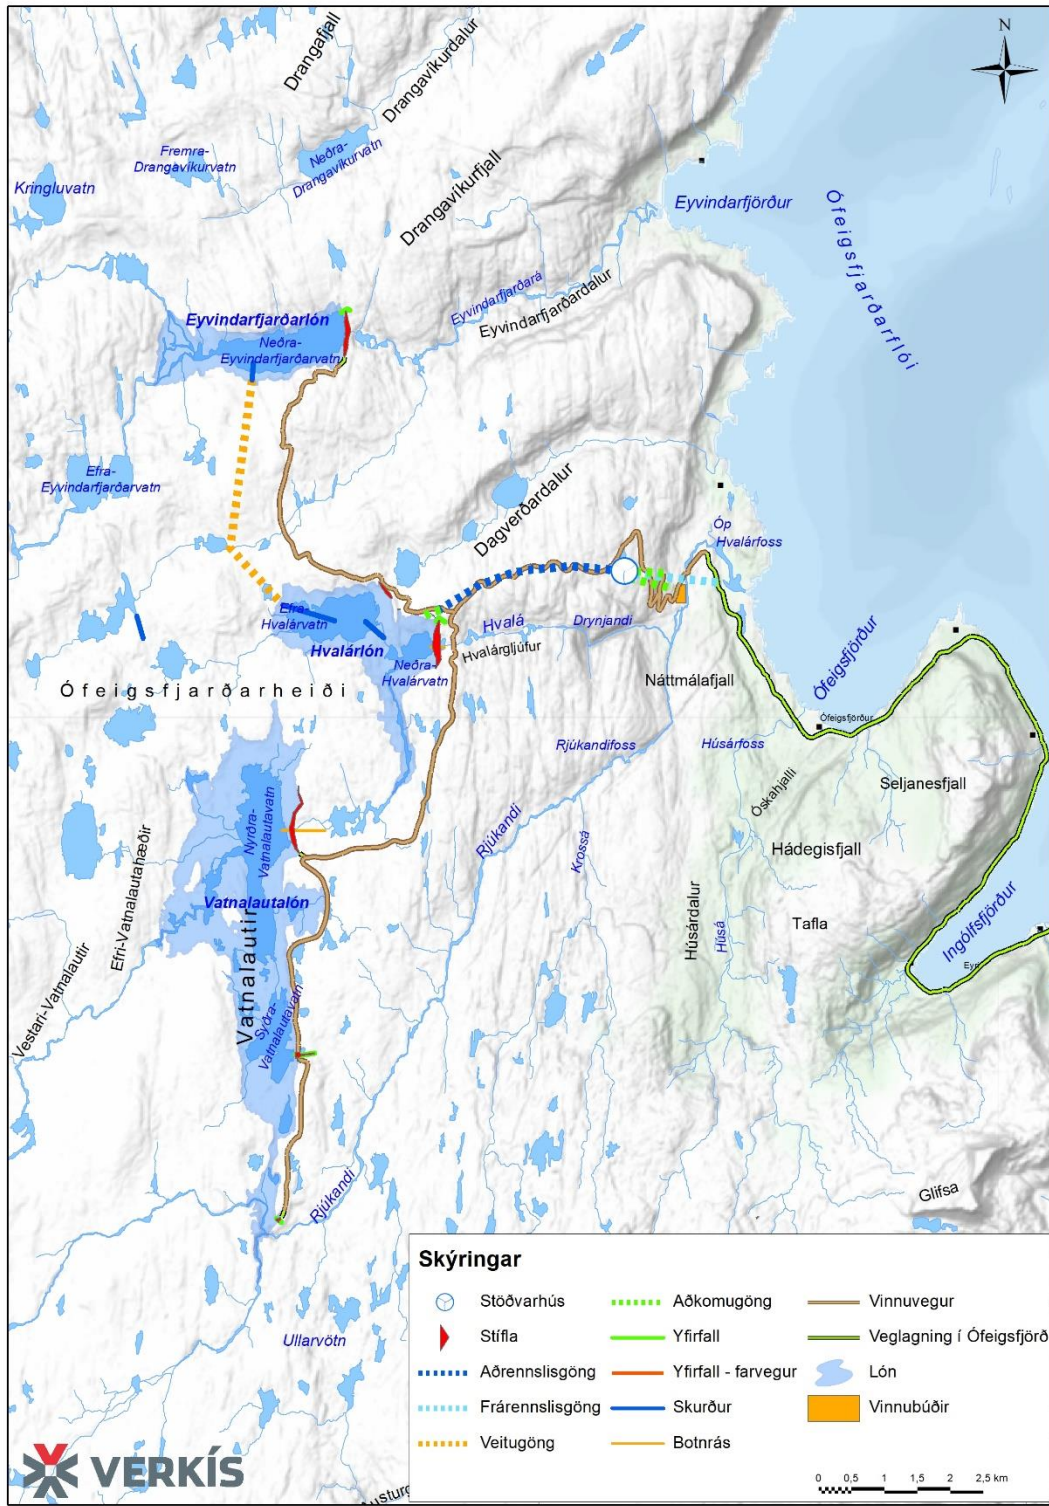 N
Drangafjall
Drangavíkurdalur
Fremra-
Drangavíkurvatn
Neðra-
Drangavíkurvatn
Kringluvatn
Drangavíkurfjall
Eyvindarfjörður
Ófeigsfjarðarflói
Eyvindarfjarðará
Eyvindarfjarðardalur
Eyvindarfjarðarlón
Neðra-
Eyvindarfjarðarvatn
Efra-
Eyvindarfjarðarvatn
Dagverðardalur
Óp
Hvalárfoss
Efra-
Hvalárvatn
Hvalárlón
Neðra-
Hvalárvatn
Hvalá
Drynjandi
Hvalárgljúfur
Ófeigsfjarðarheiði
Náttmálafjall
Ófeigsfjörður
Ófeigsfjörður
Rjúkandifoss
Húsárfoss
Óskahjalli
Seljanesfjall
Nyrðra-
Vatnalautavatn
Rjúkandi
Krossá
Hádegisfjall
Efri-Vatnalautahæðir
Vatnalautalón
Vatnalautir
Húsárdalur
Húsá
Tafla
Ingólfsfjörður
Eyri
Vestari-Vatnalautir
Syðra-
Vatnalautavatn
Rjúkandi
Glifsa
Ullarvötn
Skýringar
Stöðvarhús
Stífla
Aðrennslisgöng
Frárennslisgöng
Veitugöng
Aðkomugöng
Yfirfall
Yfirfall - farvegur
Skurður
Botnrás
Vinnuvegur
Veglagning í Ófeigsfjörð
Lón
Vinnubúðir
0 0,5 1 1,5 2 2,5 km
VERKÍS